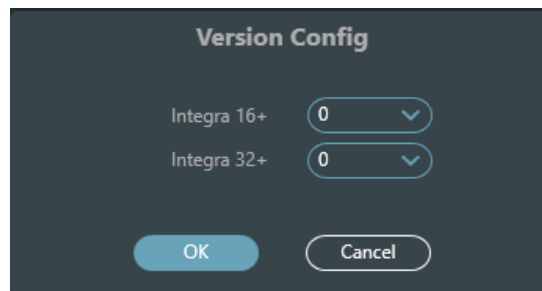 Version Config
Integra 16+ 0
Integra 32+ 0
OK Cancel